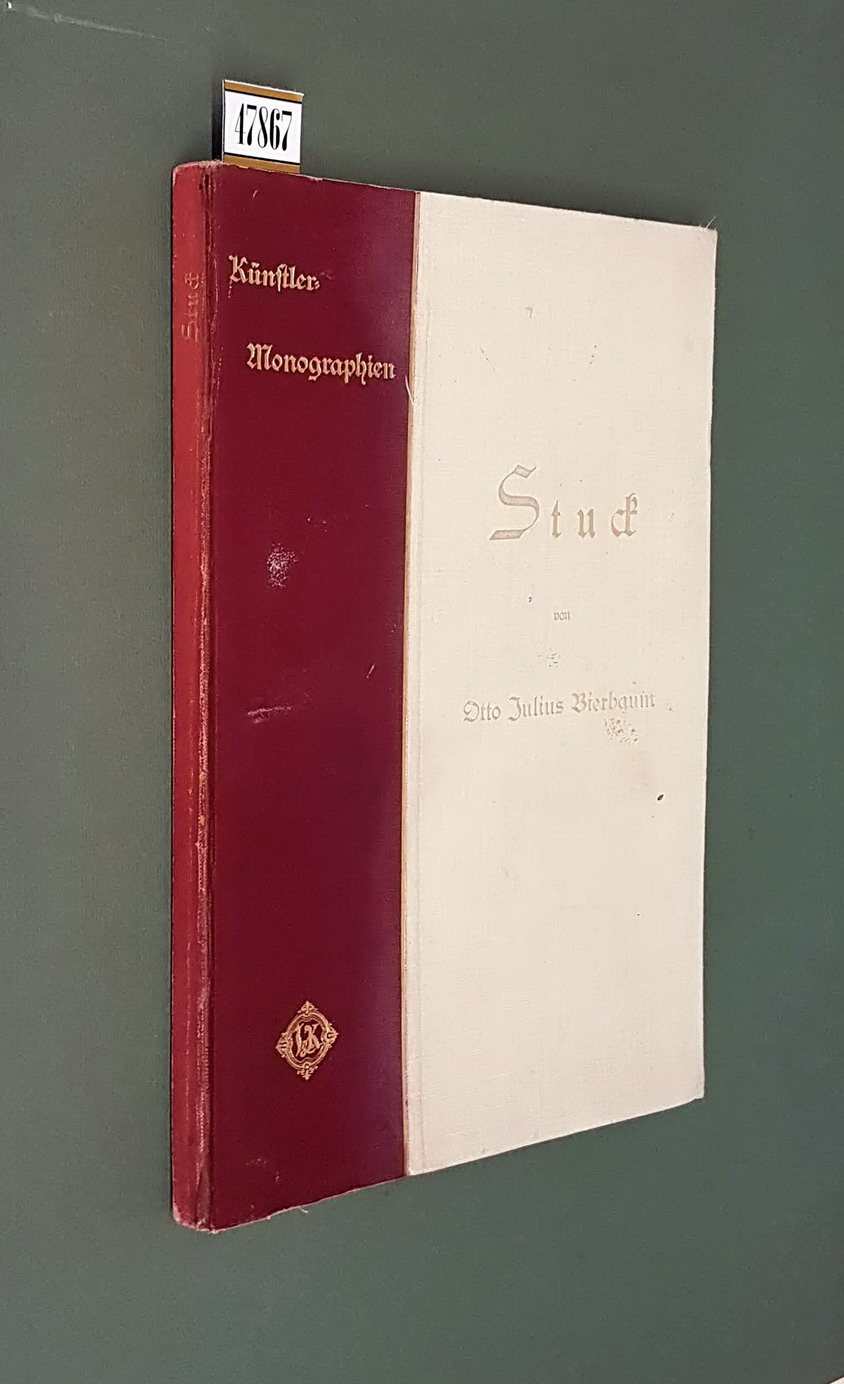 47867
Künstler=
Monographien
Stuck
von
Otto Julius Bierbaum
V&K
Stuck